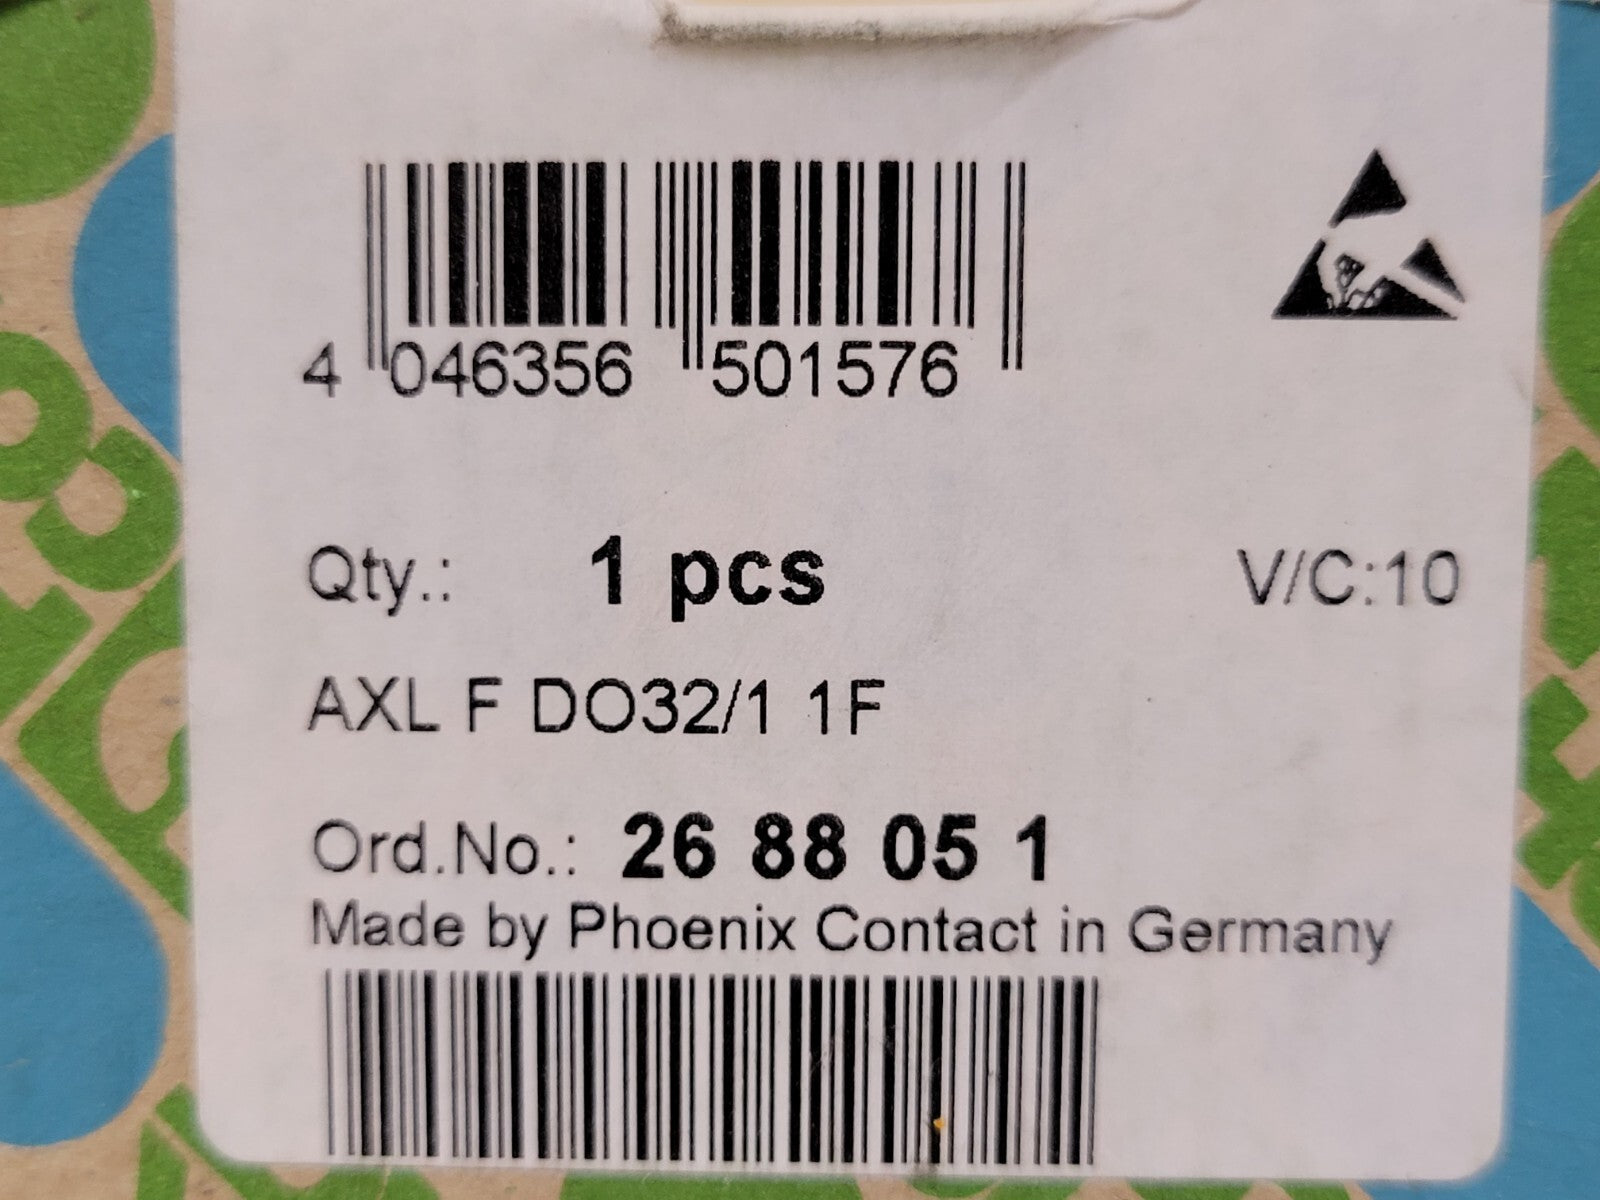 4 046356 501576
Qty.: 1 pcs V/C:10
AXL F DO32/1 1F
Ord.No.: 26 88 05 1
Made by Phoenix Contact in Germany